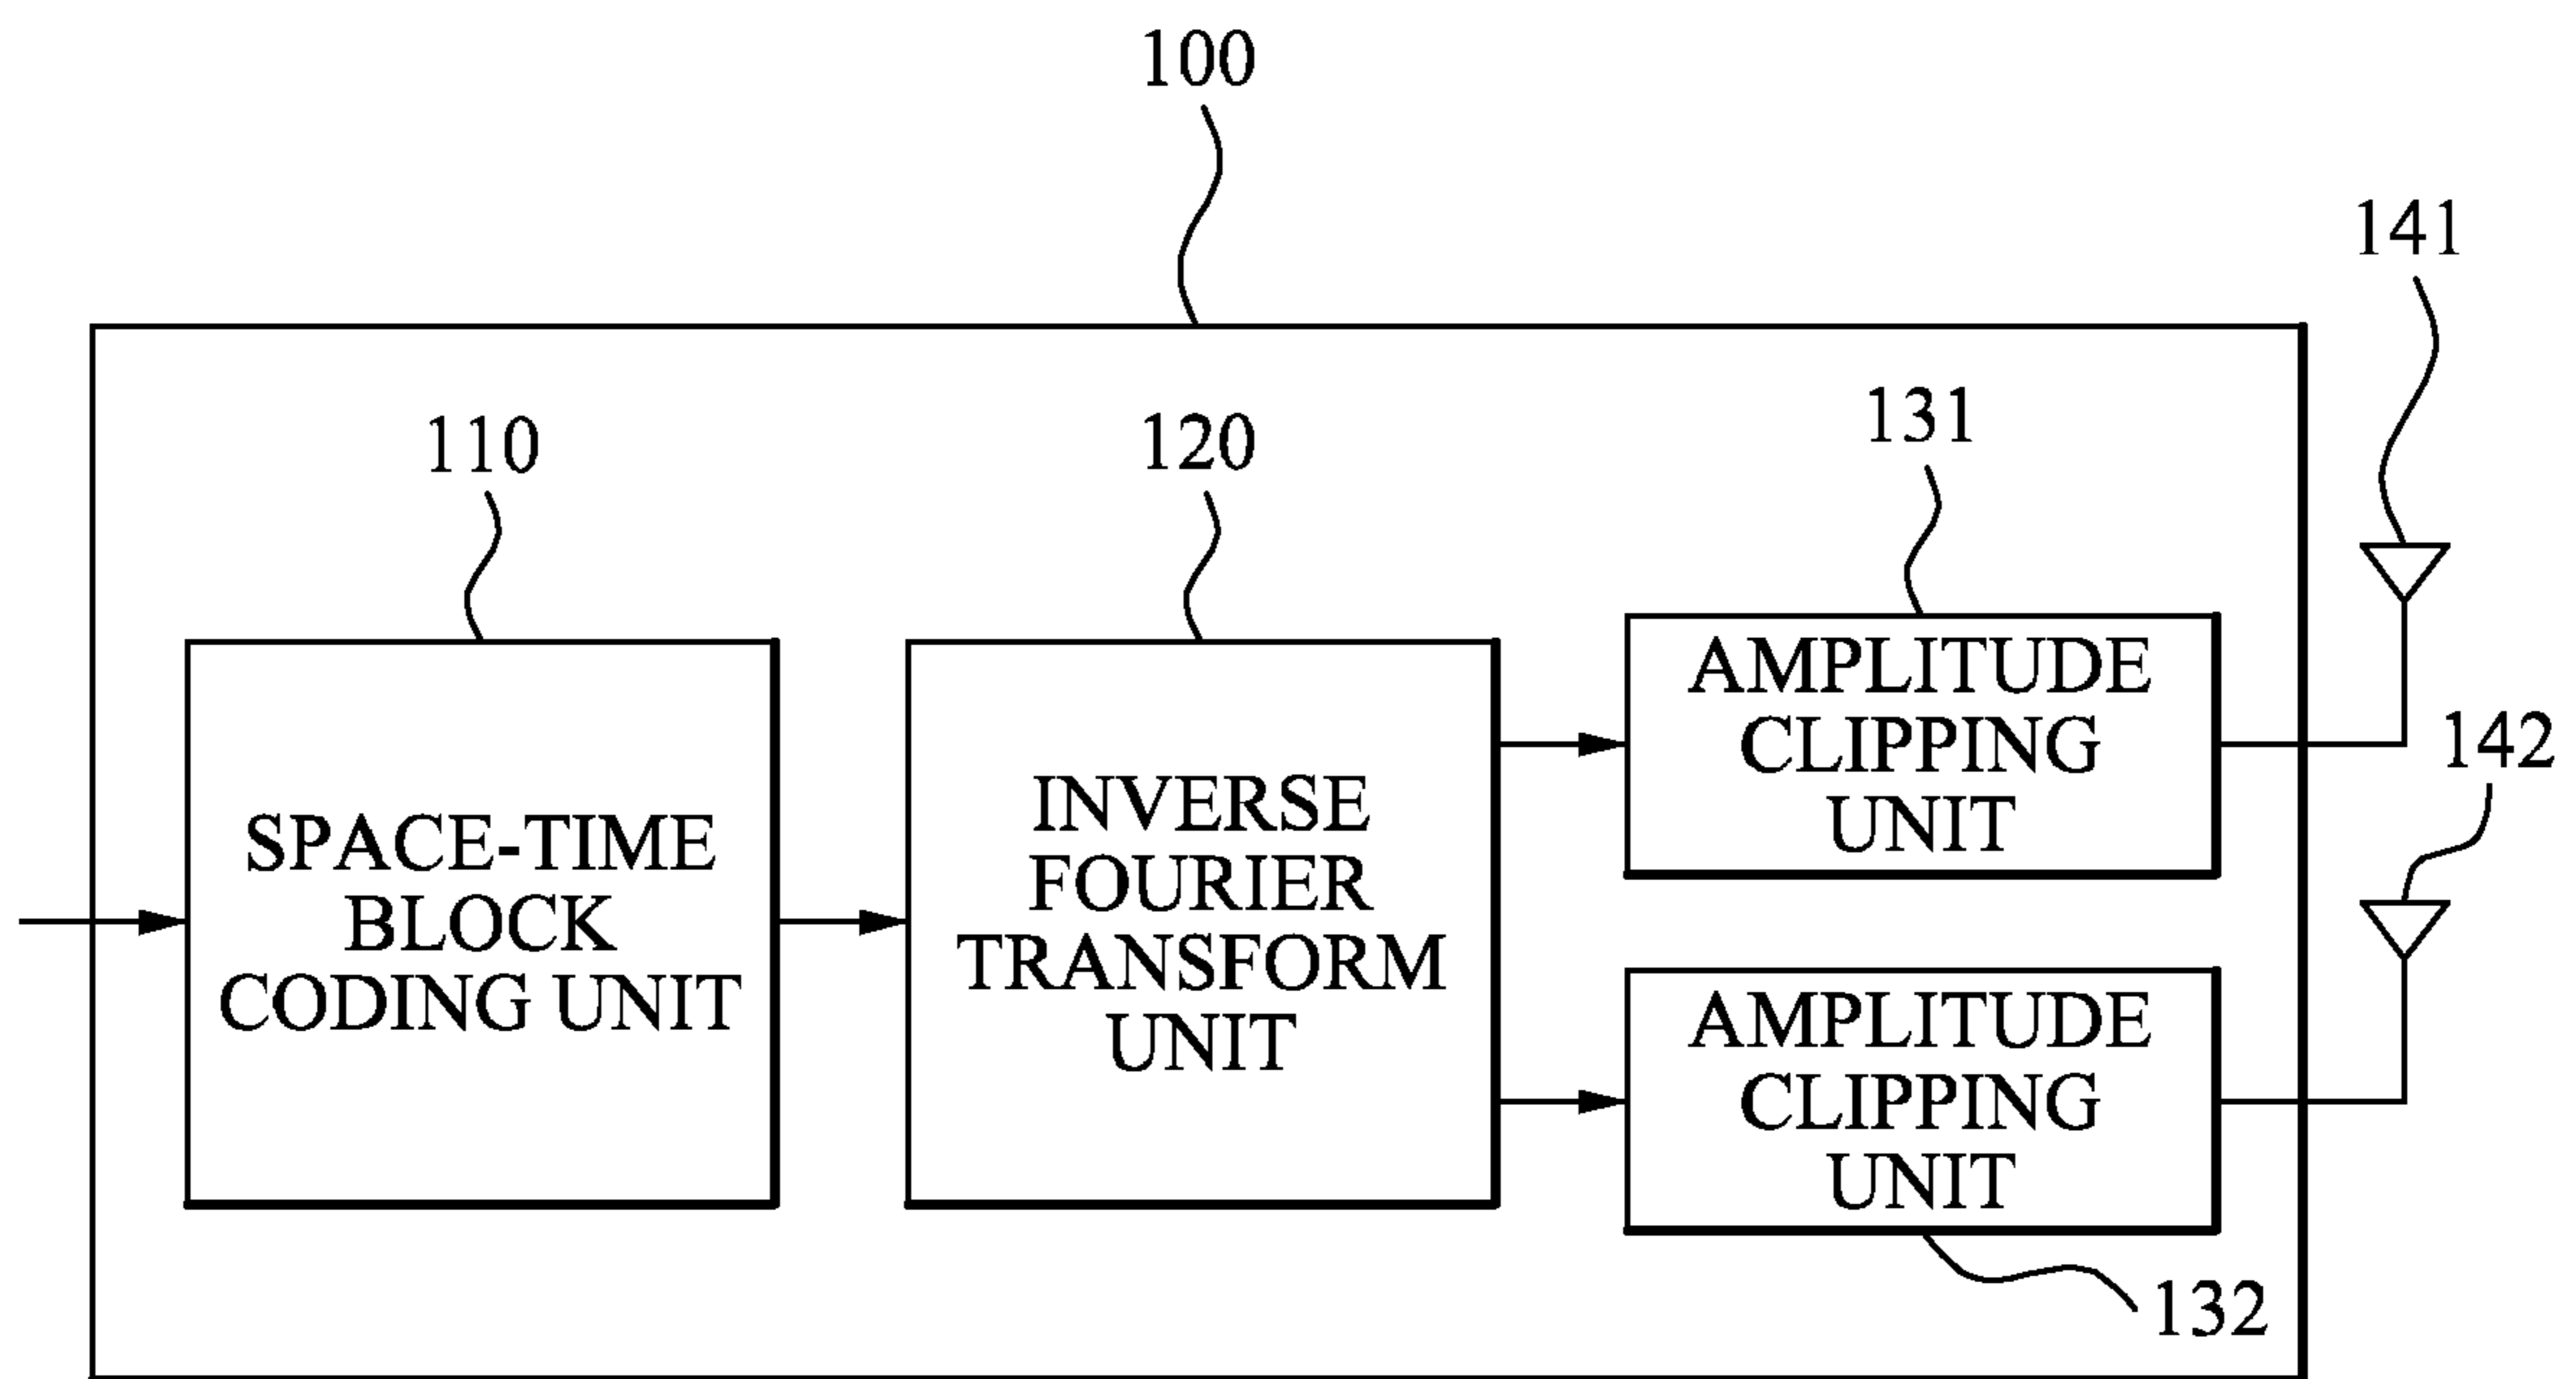 100
141
110
120
131
SPACE-TIME
BLOCK
CODING UNIT
INVERSE
FOURIER
TRANSFORM
UNIT
AMPLITUDE
CLIPPING
UNIT
142
AMPLITUDE
CLIPPING
UNIT
132